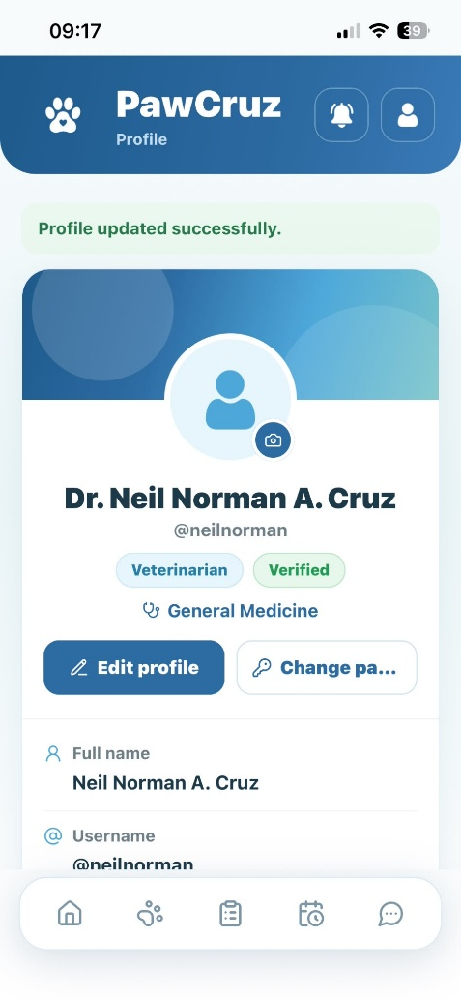 09:17
39
PawCruz
Profile
Profile updated successfully.
Dr. Neil Norman A. Cruz
@neilnorman
Veterinarian Verified
General Medicine
Edit profile Change pa...
Full name
Neil Norman A. Cruz
Username
@neilnorman